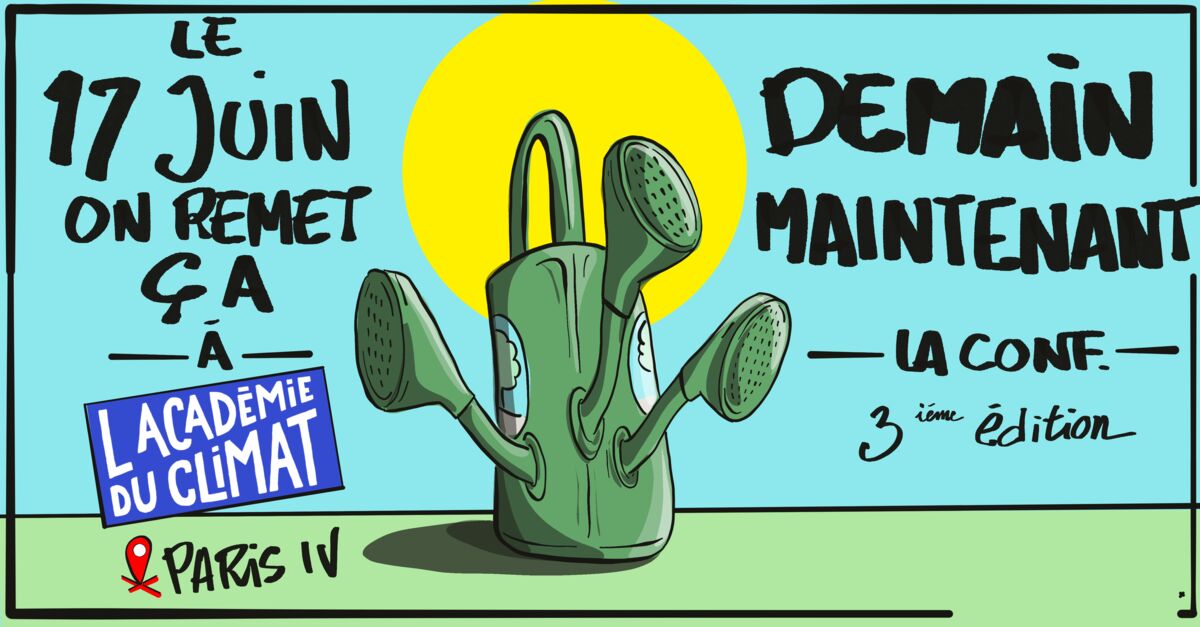 LE
17 JUIN
ON REMET
ÇA
À
L'ACADÉMIE
DU CLIMAT
PARIS IV
DEMAIN
MAINTENANT
LA CONF.
3 ième édition